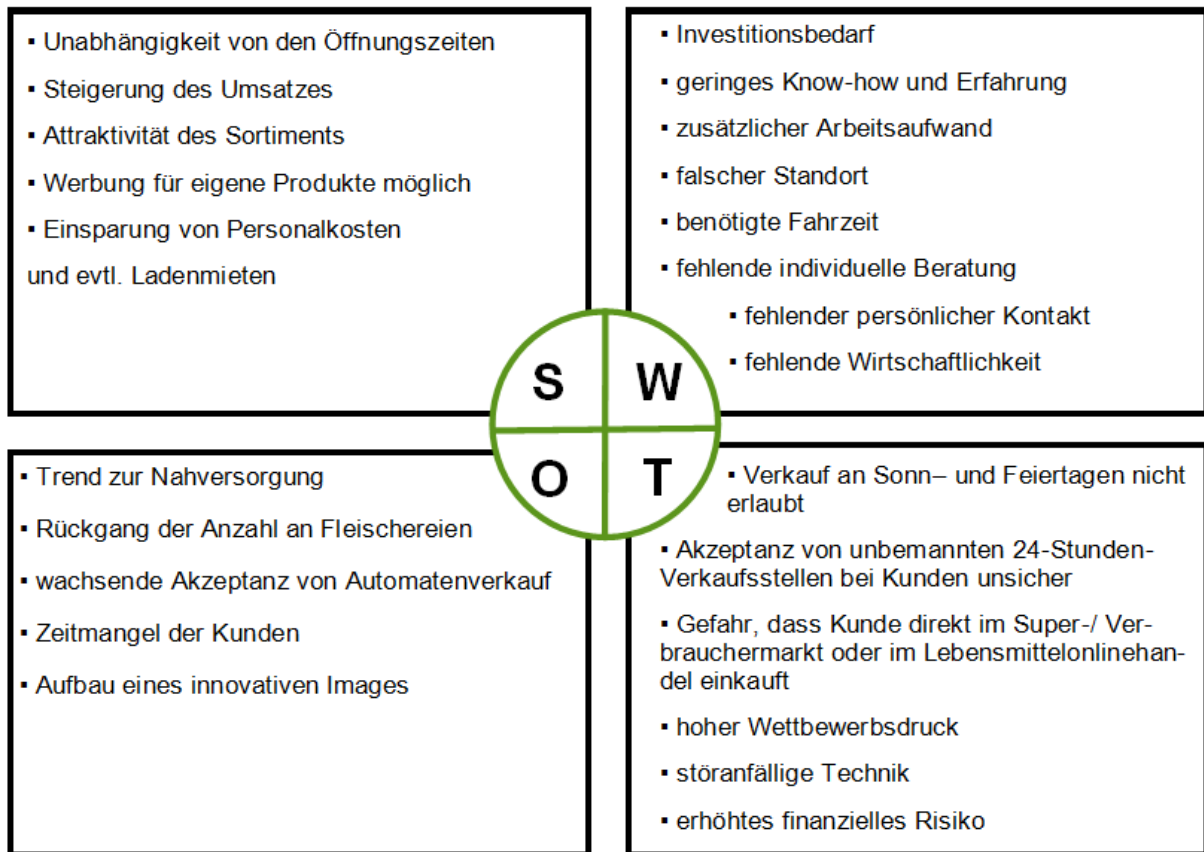 ▪ Unabhängigkeit von den Öffnungszeiten
▪ Steigerung des Umsatzes
▪ Attraktivität des Sortiments
▪ Werbung für eigene Produkte möglich
▪ Einsparung von Personalkosten
und evtl. Ladenmieten
▪ Investitionsbedarf
▪ geringes Know-how und Erfahrung
▪ zusätzlicher Arbeitsaufwand
▪ falscher Standort
▪ benötigte Fahrzeit
▪ fehlende individuelle Beratung
▪ fehlender persönlicher Kontakt
▪ fehlende Wirtschaftlichkeit
S W
O T
▪ Trend zur Nahversorgung
▪ Rückgang der Anzahl an Fleischereien
▪ wachsende Akzeptanz von Automatenverkauf
▪ Zeitmangel der Kunden
▪ Aufbau eines innovativen Images
▪ Verkauf an Sonn– und Feiertagen nicht
erlaubt
▪ Akzeptanz von unbemannten 24-Stunden-
Verkaufsstellen bei Kunden unsicher
▪ Gefahr, dass Kunde direkt im Super-/ Ver-
brauchermarkt oder im Lebensmittelonlinehan-
del einkauft
▪ hoher Wettbewerbsdruck
▪ störanfällige Technik
▪ erhöhtes finanzielles Risiko